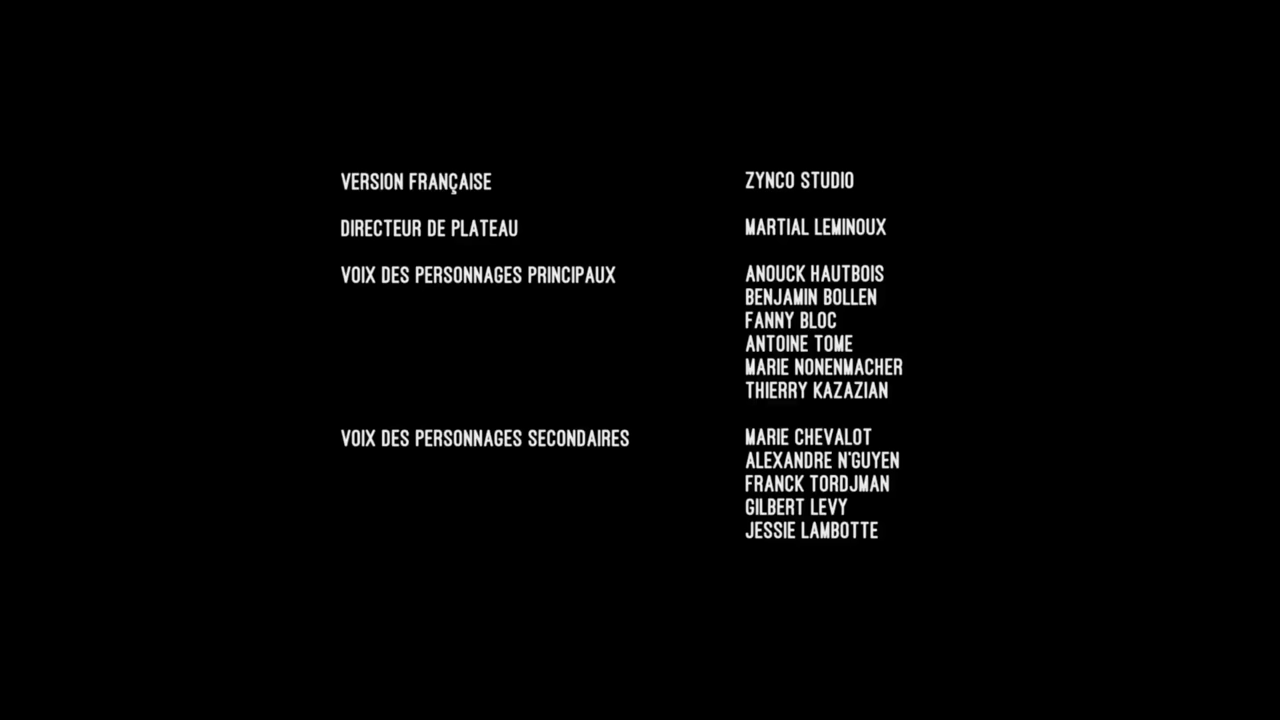 VERSION FRANÇAISE ZYNCO STUDIO
DIRECTEUR DE PLATEAU MARTIAL LEMINOUX
VOIX DES PERSONNAGES PRINCIPAUX ANOUCK HAUTBOIS
BENJAMIN BOLLEN
FANNY BLOC
ANTOINE TOME
MARIE NONENMACHER
THIERRY KAZAZIAN
VOIX DES PERSONNAGES SECONDAIRES MARIE CHEVALOT
ALEXANDRE N'GUYEN
FRANCK TORDJMAN
GILBERT LEVY
JESSIE LAMBOTTE